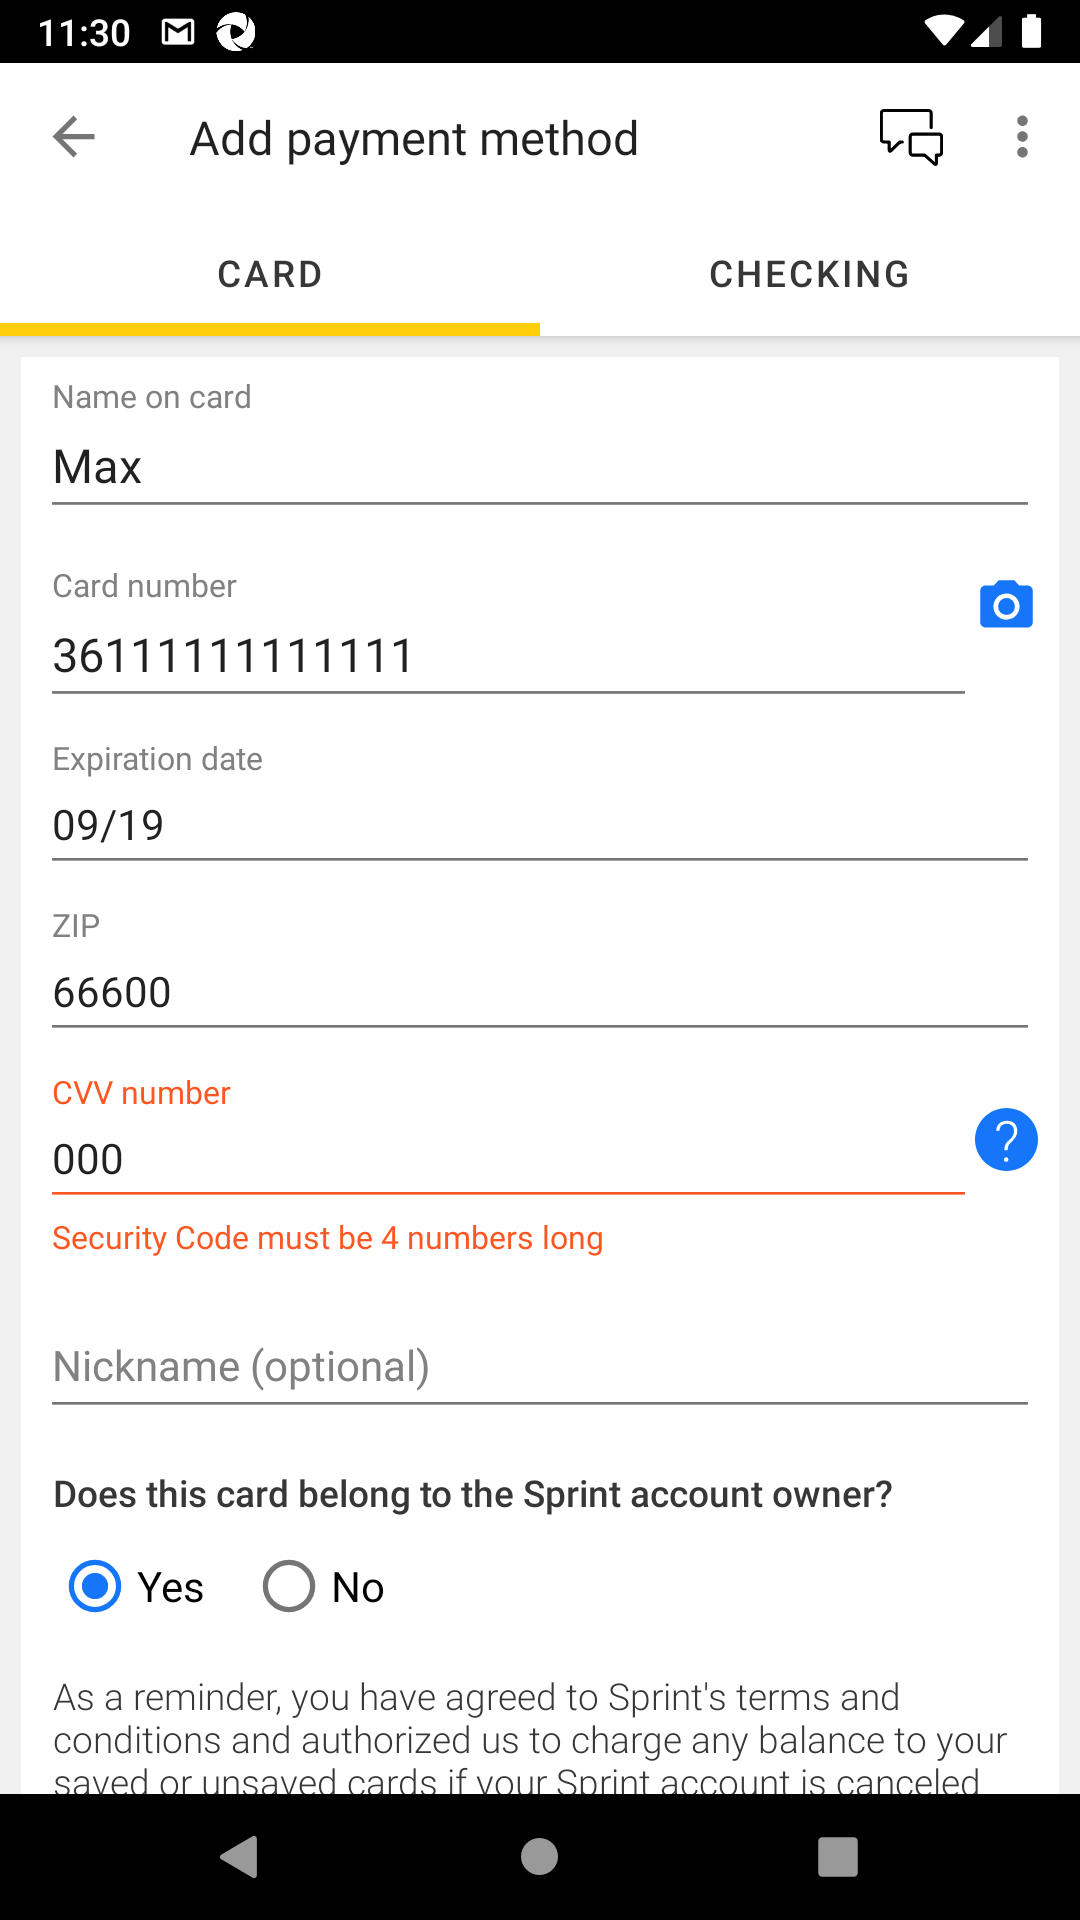 11:30
Add payment method
CARD
CHECKING
Name on card
Max
Card number
36111111111111
Expiration date
09/19
ZIP
66600
CVV number
000
?
Security Code must be 4 numbers long
Nickname (optional)
Does this card belong to the Sprint account owner?
Yes
No
As a reminder, you have agreed to Sprint's terms and
conditions and authorized us to charge any balance to your
saved or unsaved cards if your Sprint account is canceled